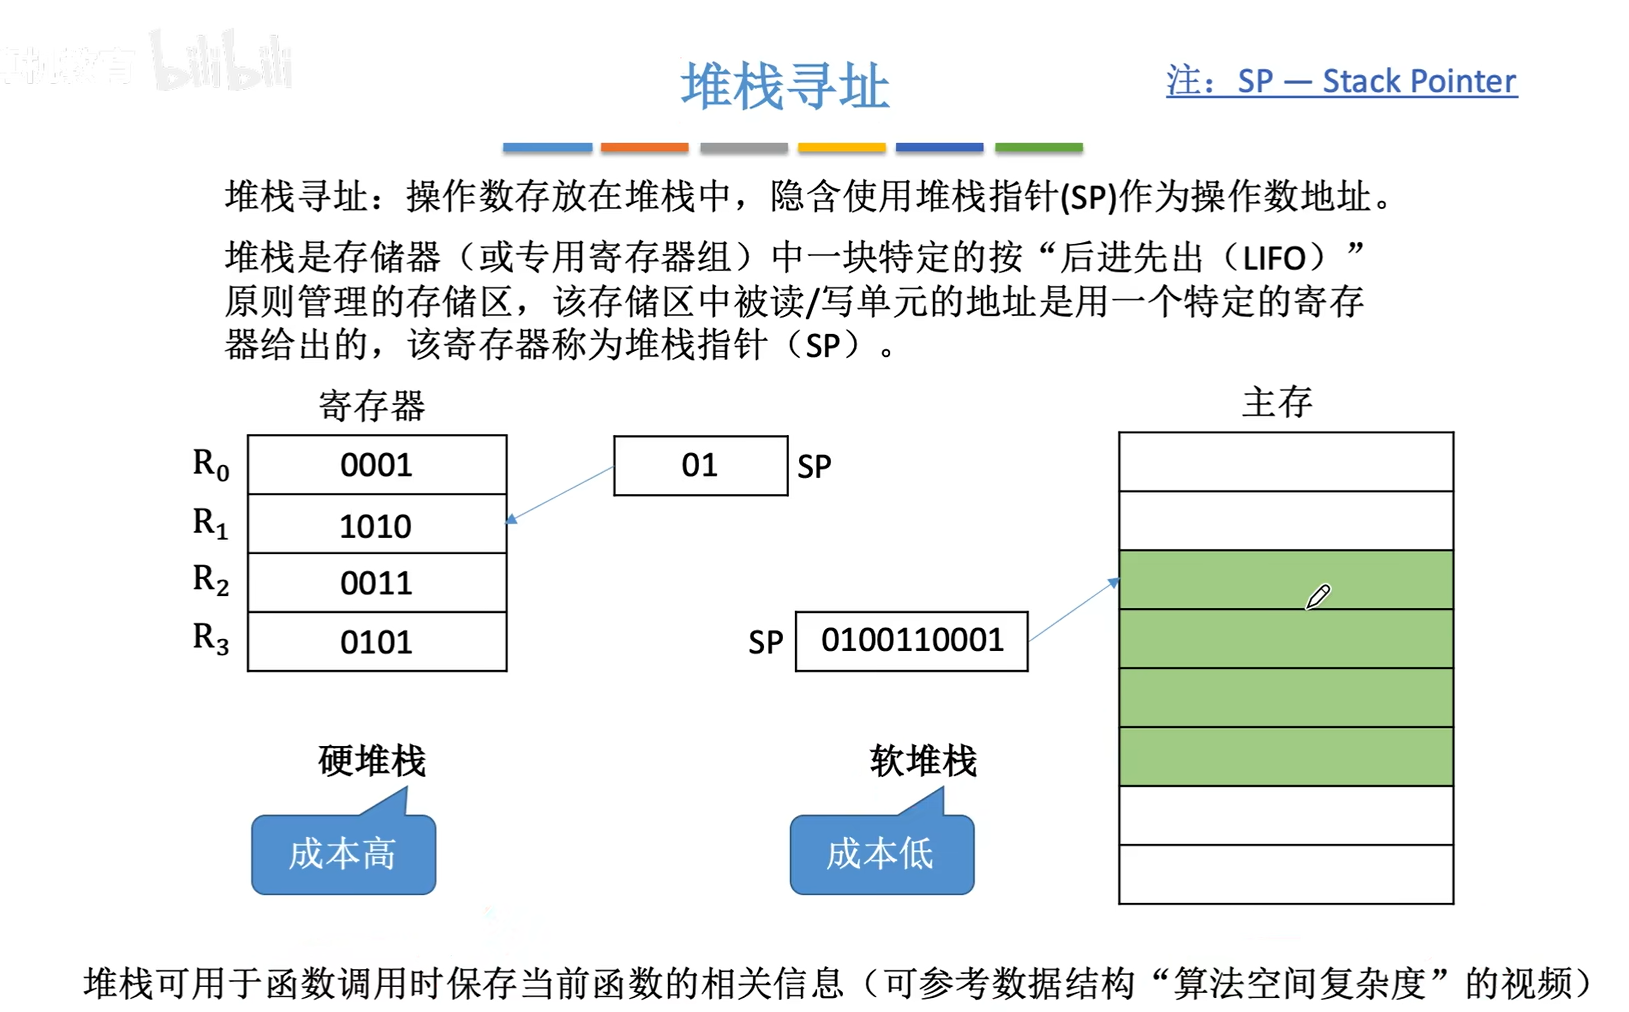 bilibili
堆栈寻址
注：SP — Stack Pointer
堆栈寻址：操作数存放在堆栈中，隐含使用堆栈指针(SP)作为操作数地址。
堆栈是存储器（或专用寄存器组）中一块特定的按“后进先出（LIFO）”
原则管理的存储区，该存储区中被读/写单元的地址是用一个特定的寄存
器给出的，该寄存器称为堆栈指针（SP）。
寄存器
R₀ 0001
R₁ 1010
R₂ 0011
R₃ 0101
01 SP
硬堆栈
成本高
主存
SP 0100110001
软堆栈
成本低
堆栈可用于函数调用时保存当前函数的相关信息（可参考数据结构“算法空间复杂度”的视频）